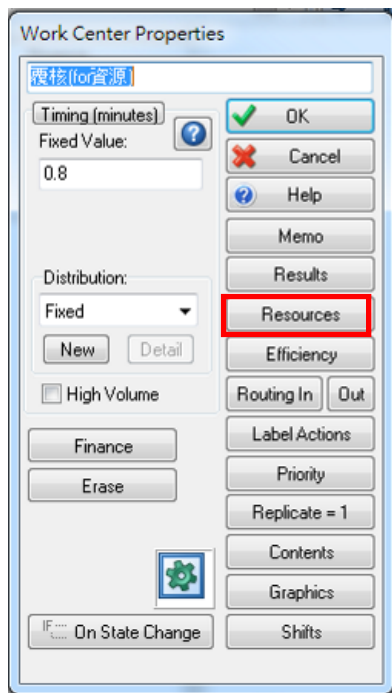 Work Center Properties
覆核(for資源)
Timing (minutes)
Fixed Value:
0.8
Distribution:
Fixed
New Detail
High Volume
Finance
Erase
IF On State Change
OK
Cancel
Help
Memo
Results
Resources
Efficiency
Routing In Out
Label Actions
Priority
Replicate = 1
Contents
Graphics
Shifts